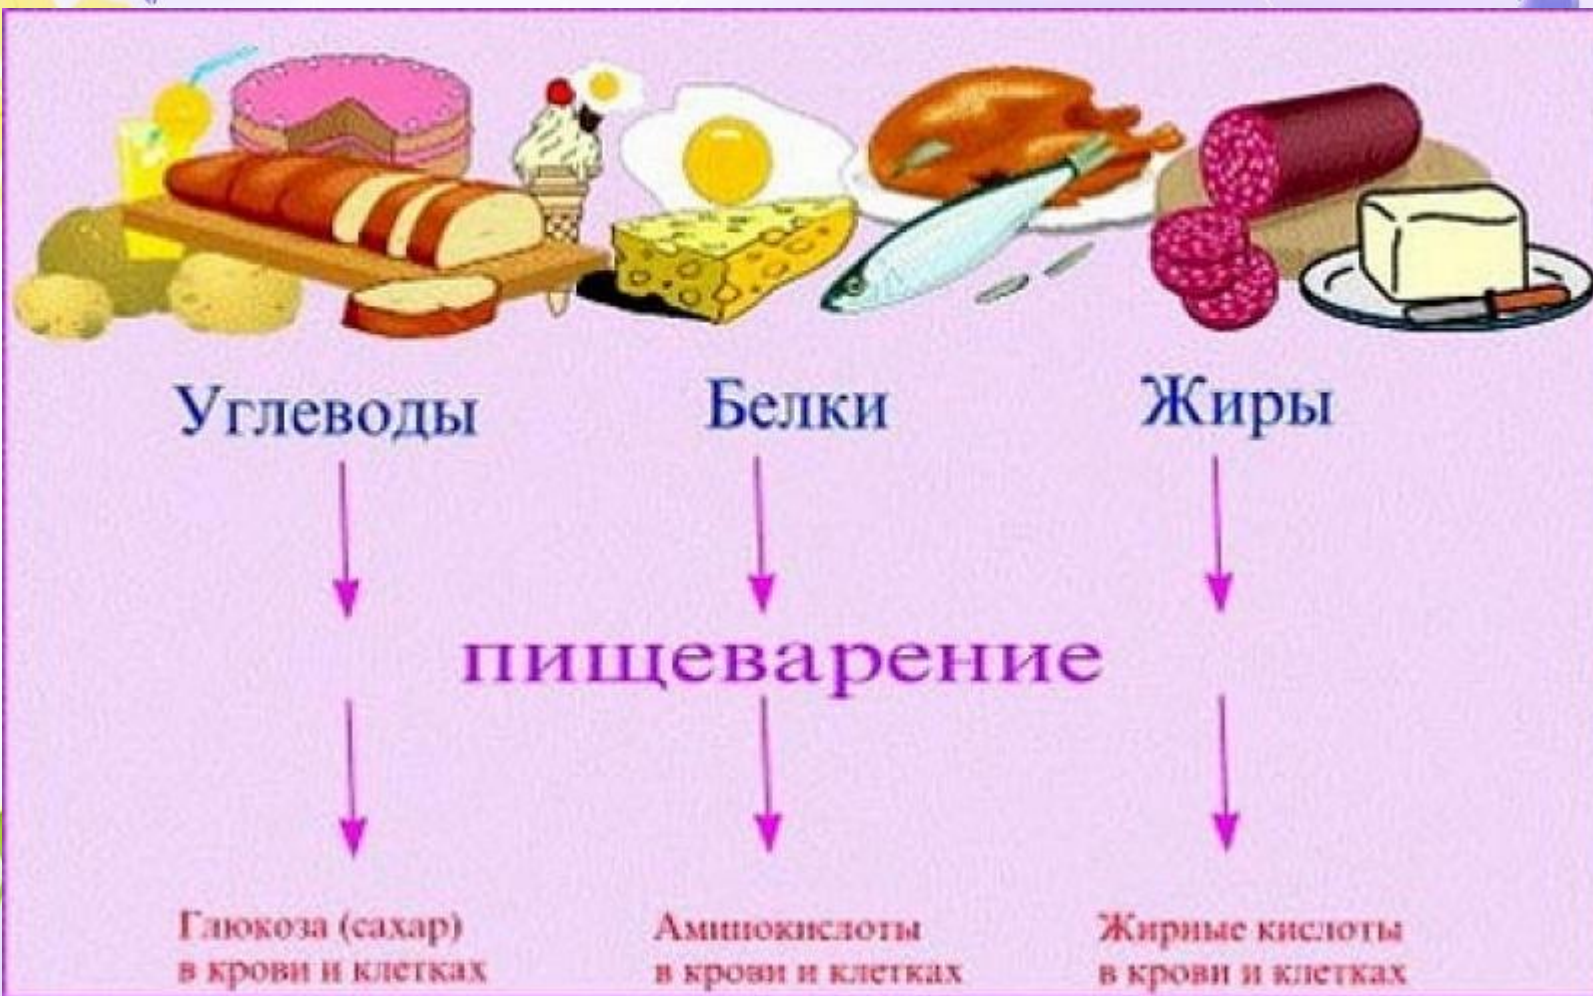 Углеводы Белки Жиры
пищеварение
Глюкоза (сахар)
в крови и клетках
Аминокислоты
в крови и клетках
Жирные кислоты
в крови и клетках